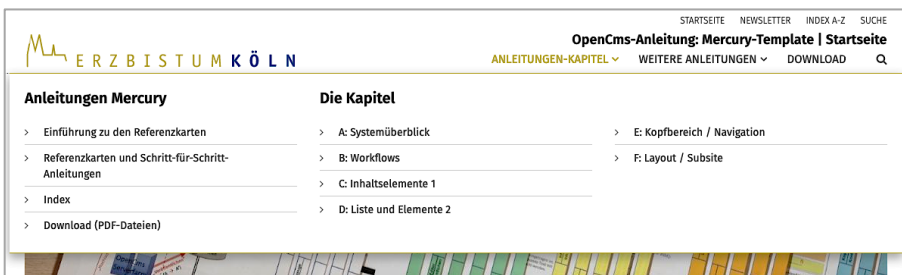 STARTSEITE NEWSLETTER INDEX A-Z SUCHE
OpenCms-Anleitung: Mercury-Template | Startseite
ERZBISTUM KÖLN
ANLEITUNGEN-KAPITEL WEITERE ANLEITUNGEN DOWNLOAD
Anleitungen Mercury
Einführung zu den Referenzkarten
Referenzkarten und Schritt-für-Schritt-
Anleitungen
Index
Download (PDF-Dateien)
Die Kapitel
A: Systemüberblick
B: Workflows
C: Inhaltselemente 1
D: Liste und Elemente 2
E: Kopfbereich / Navigation
F: Layout / Subsite